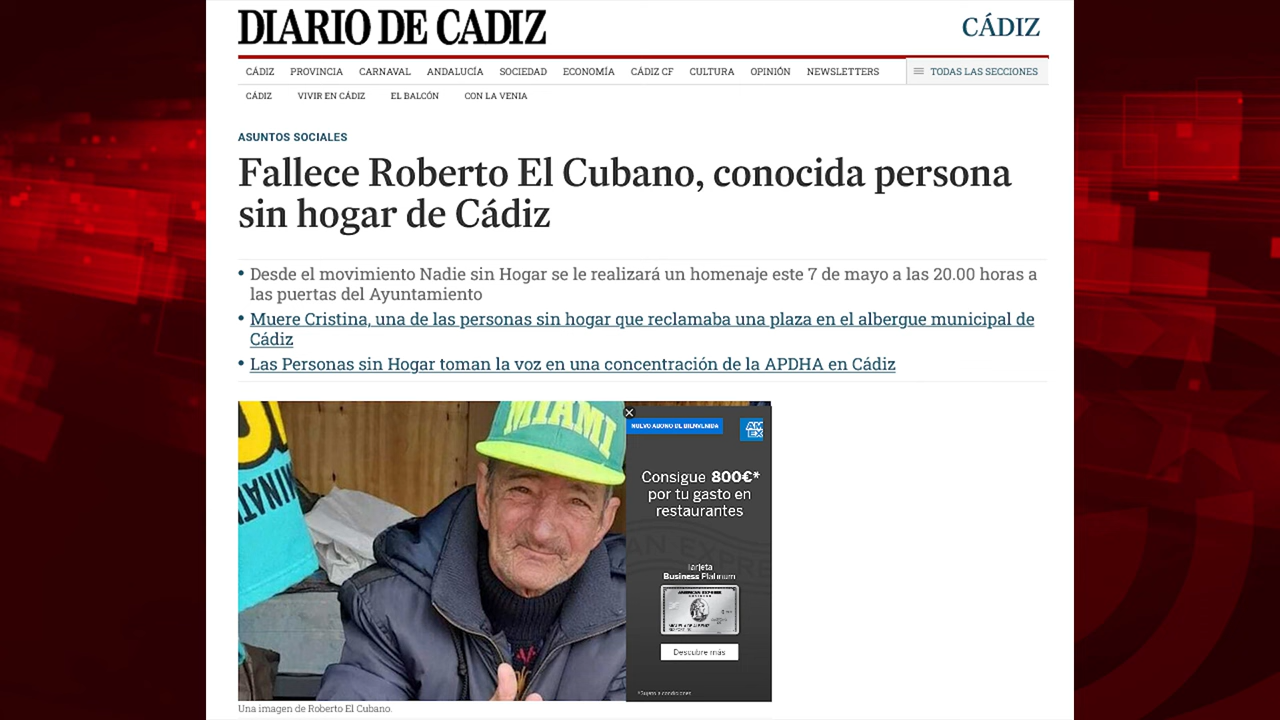 DIARIO DE CADIZ
CÁDIZ
CÁDIZ PROVINCIA CARNAVAL ANDALUCÍA SOCIEDAD ECONOMÍA CÁDIZ CF CULTURA OPINIÓN NEWSLETTERS TODAS LAS SECCIONES
CÁDIZ VIVIR EN CÁDIZ EL BALCÓN CON LA VENIA
ASUNTOS SOCIALES
Fallece Roberto El Cubano, conocida persona
sin hogar de Cádiz
• Desde el movimiento Nadie sin Hogar se le realizará un homenaje este 7 de mayo a las 20.00 horas a
las puertas del Ayuntamiento
• Muere Cristina, una de las personas sin hogar que reclamaba una plaza en el albergue municipal de
Cádiz
• Las Personas sin Hogar toman la voz en una concentración de la APDHA en Cádiz
MIAMI
NUEVO ABONO DE BIENVENIDA
AM
EX
Consigue 800€*
por tu gasto en
restaurantes
Tarjeta
Business Platinum
AMERICAN EXPRESS
Descubre más
*Sujeto a condiciones
Una imagen de Roberto El Cubano.